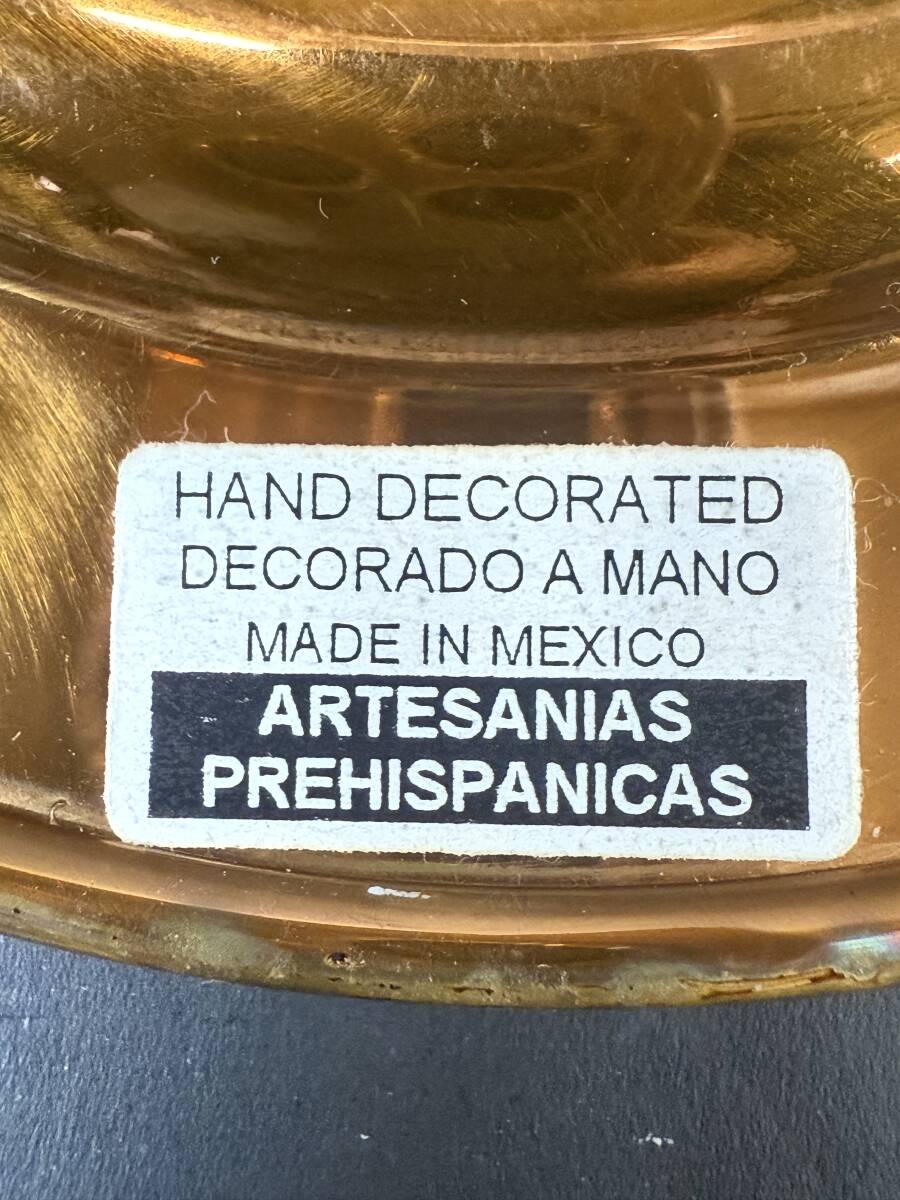 HAND DECORATED
DECORADO A MANO
MADE IN MEXICO
ARTESANIAS
PREHISPANICAS